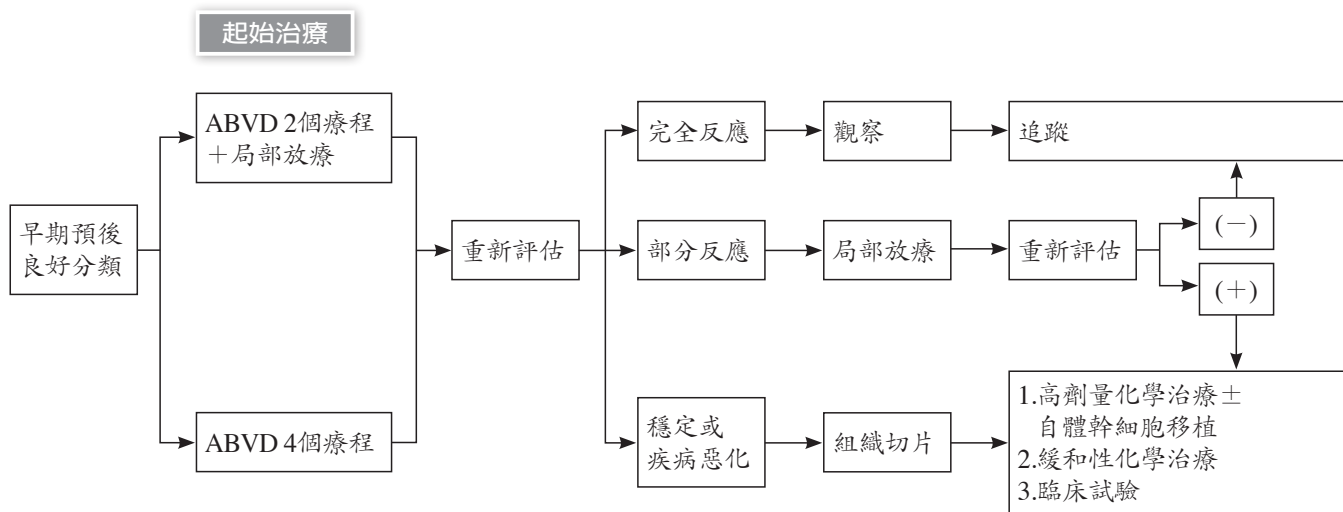 起始治療
ABVD 2個療程
＋局部放療
完全反應
觀察
追蹤
早期預後
良好分類
重新評估
部分反應
局部放療
重新評估
(－)
(＋)
ABVD 4個療程
穩定或
疾病惡化
組織切片
1.高劑量化學治療±
自體幹細胞移植
2.緩和性化學治療
3.臨床試驗